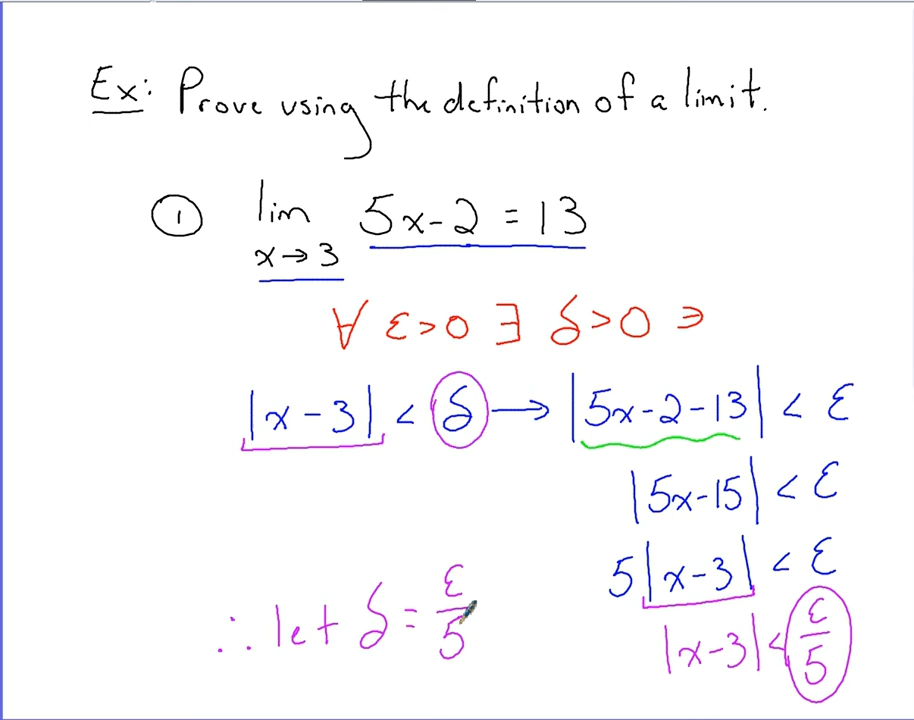 Ex: Prove using the definition of a limit.
① lim 5x-2 = 13
x→3
∀ ε>0 ∃ δ>0 ∋
|x-3| < δ → |5x-2-13| < ε
|5x-15| < ε
5|x-3| < ε
∴ let δ = ε/5
|x-3| < ε/5